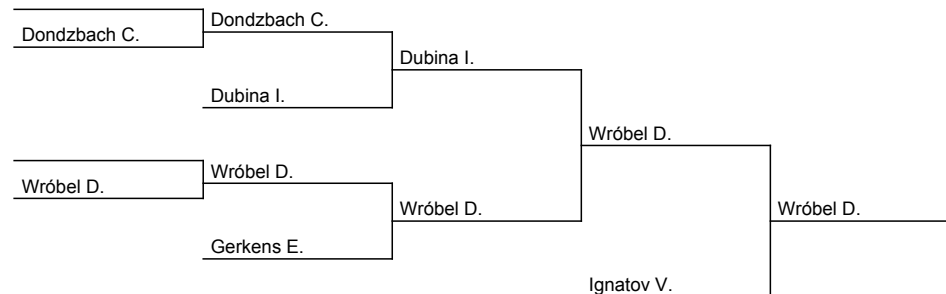 Dondzbach C.
Dondzbach C.
Dubina I.
Dubina I.
Wróbel D.
Wróbel D.
Wróbel D.
Wróbel D.
Wróbel D.
Gerkens E.
Ignatov V.